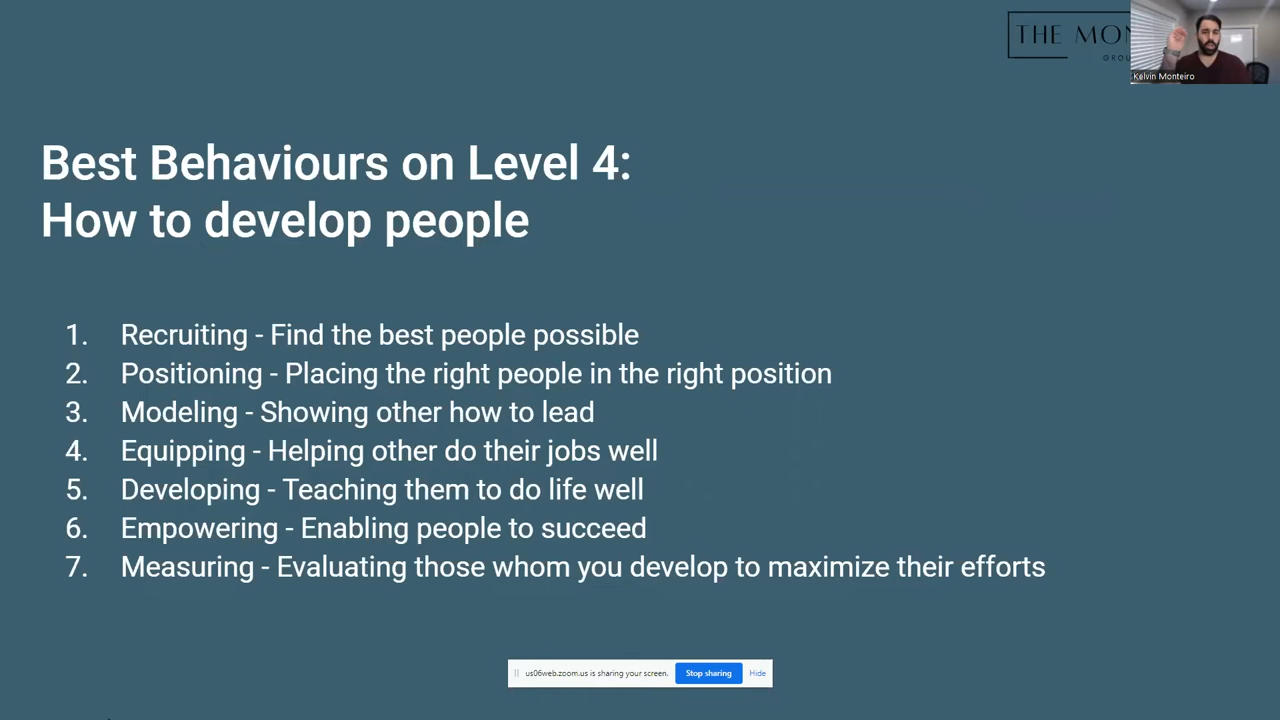 THE MON
GROU
Kelvin Monteiro
Best Behaviours on Level 4:
How to develop people
1. Recruiting - Find the best people possible
2. Positioning - Placing the right people in the right position
3. Modeling - Showing other how to lead
4. Equipping - Helping other do their jobs well
5. Developing - Teaching them to do life well
6. Empowering - Enabling people to succeed
7. Measuring - Evaluating those whom you develop to maximize their efforts
us06web.zoom.us is sharing your screen. Stop sharing Hide